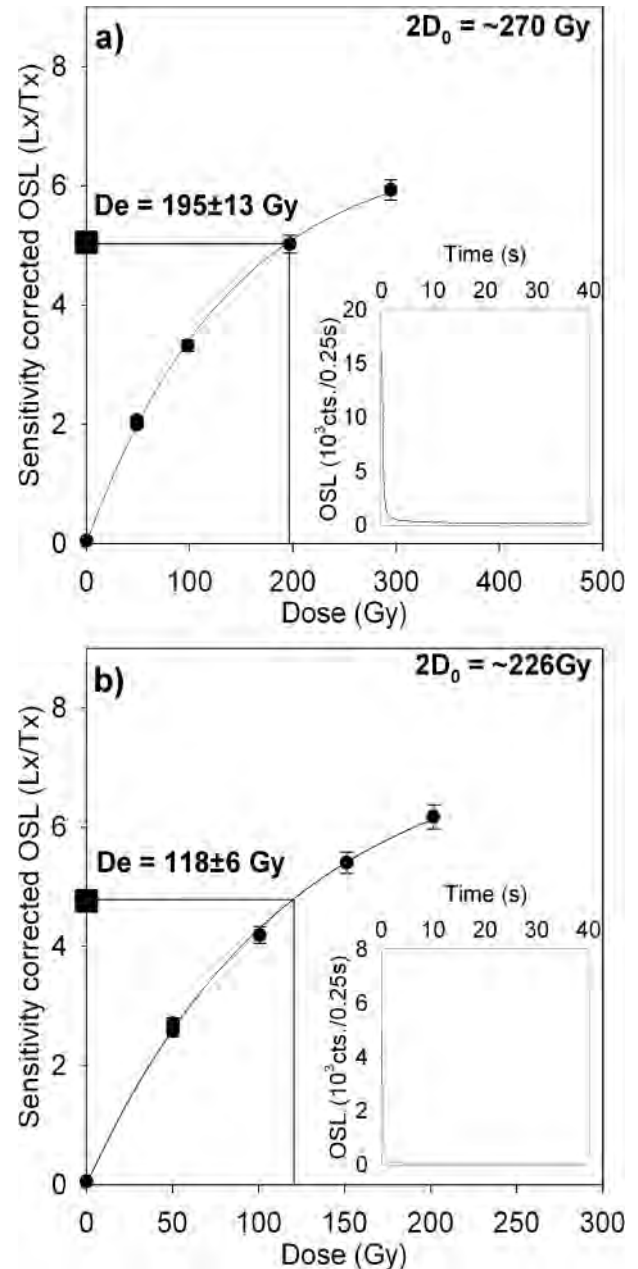 a)
2D₀ = ~270 Gy
Sensitivity corrected OSL (Lx/Tx)
8
6
4
2
0
De = 195±13 Gy
Time (s)
0 10 20 30 40
OSL (10³cts./0.25s)
20
15
10
5
0
0 100 200 300 400 500
Dose (Gy)
b)
2D₀ = ~226Gy
Sensitivity corrected OSL (Lx/Tx)
8
6
4
2
0
De = 118±6 Gy
Time (s)
0 10 20 30 40
OSL (10³cts./0.25s)
8
6
4
2
0
0 50 100 150 200 250 300
Dose (Gy)